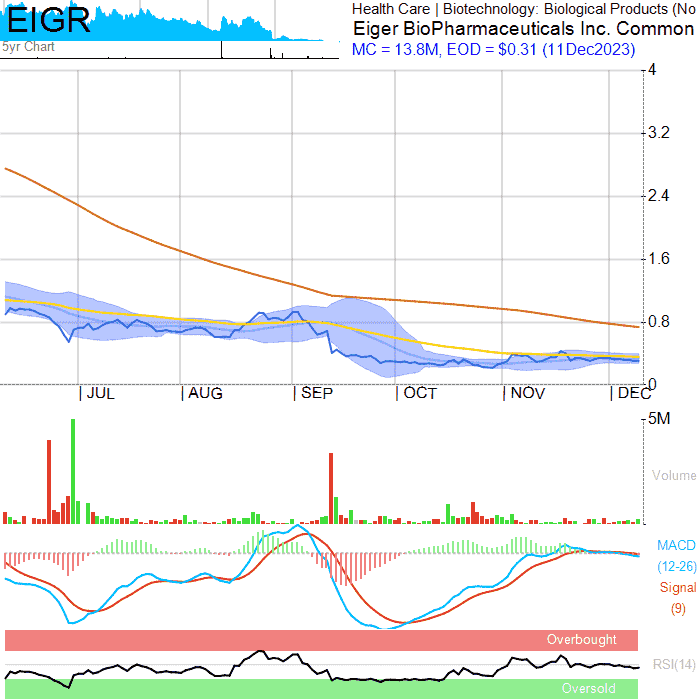 EIGR
5yr Chart
Health Care | Biotechnology: Biological Products (No
Eiger BioPharmaceuticals Inc. Common
MC = 13.8M, EOD = $0.31 (11Dec2023)
4
3.2
2.4
1.6
0.8
0
JUL AUG SEP OCT NOV DEC
5M
Volume
MACD
(12-26)
Signal
(9)
Overbought
RSI(14)
Oversold